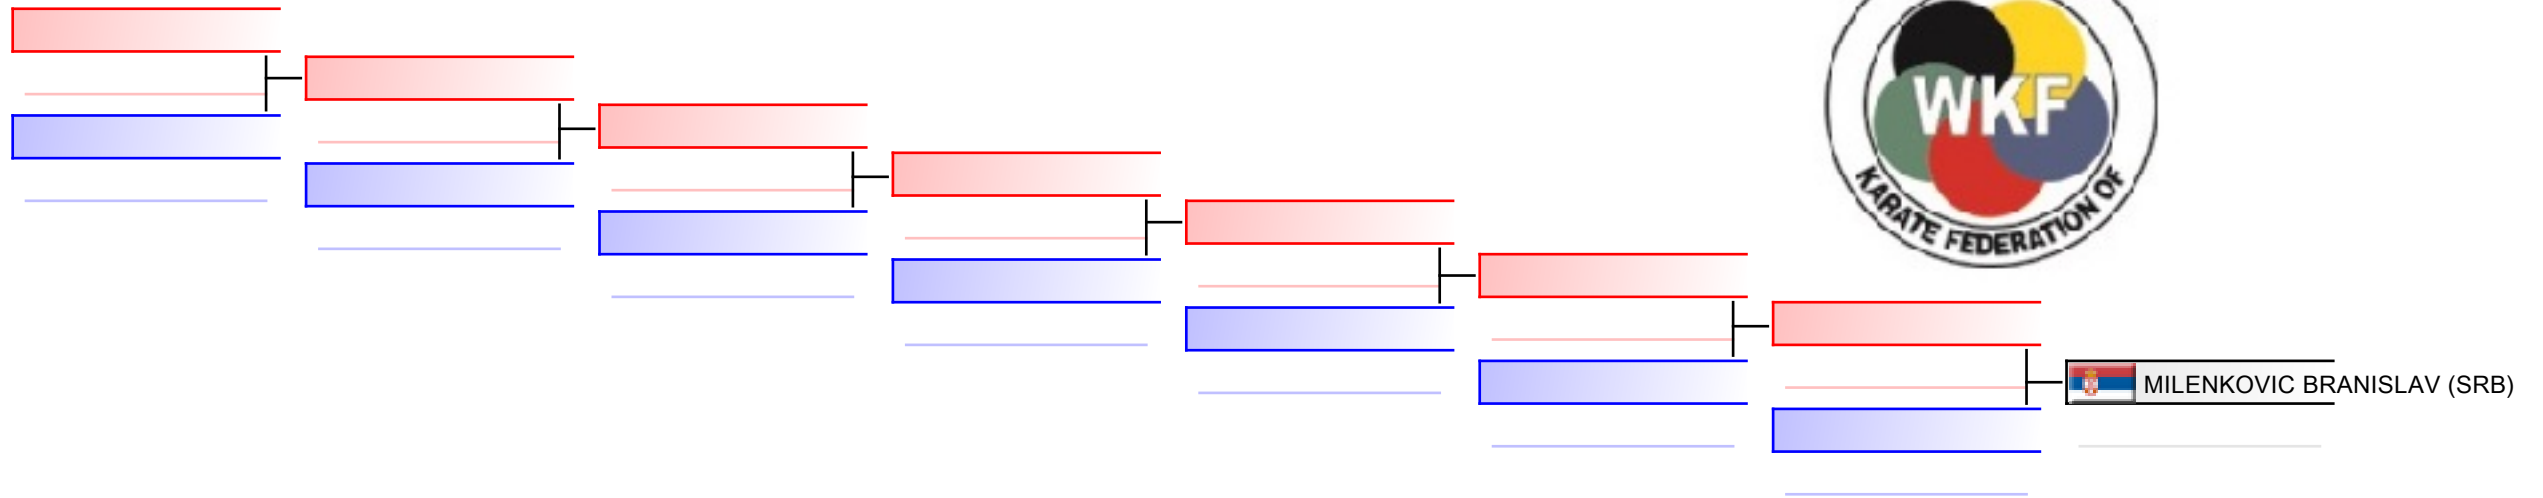 WKF
KARATE FEDERATION OF
MILENKOVIC BRANISLAV (SRB)